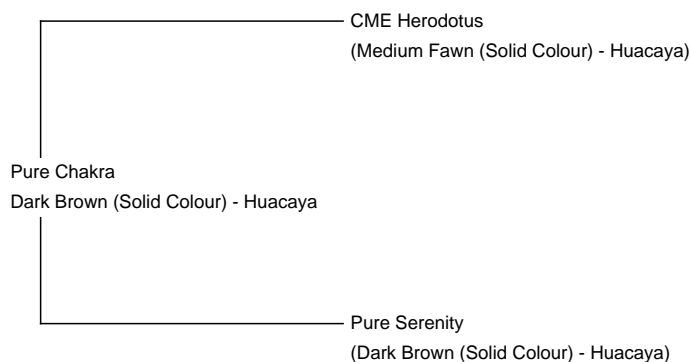 CME Herodotus
(Medium Fawn (Solid Colour) - Huacaya)
Pure Chakra
Dark Brown (Solid Colour) - Huacaya
Pure Serenity
(Dark Brown (Solid Colour) - Huacaya)